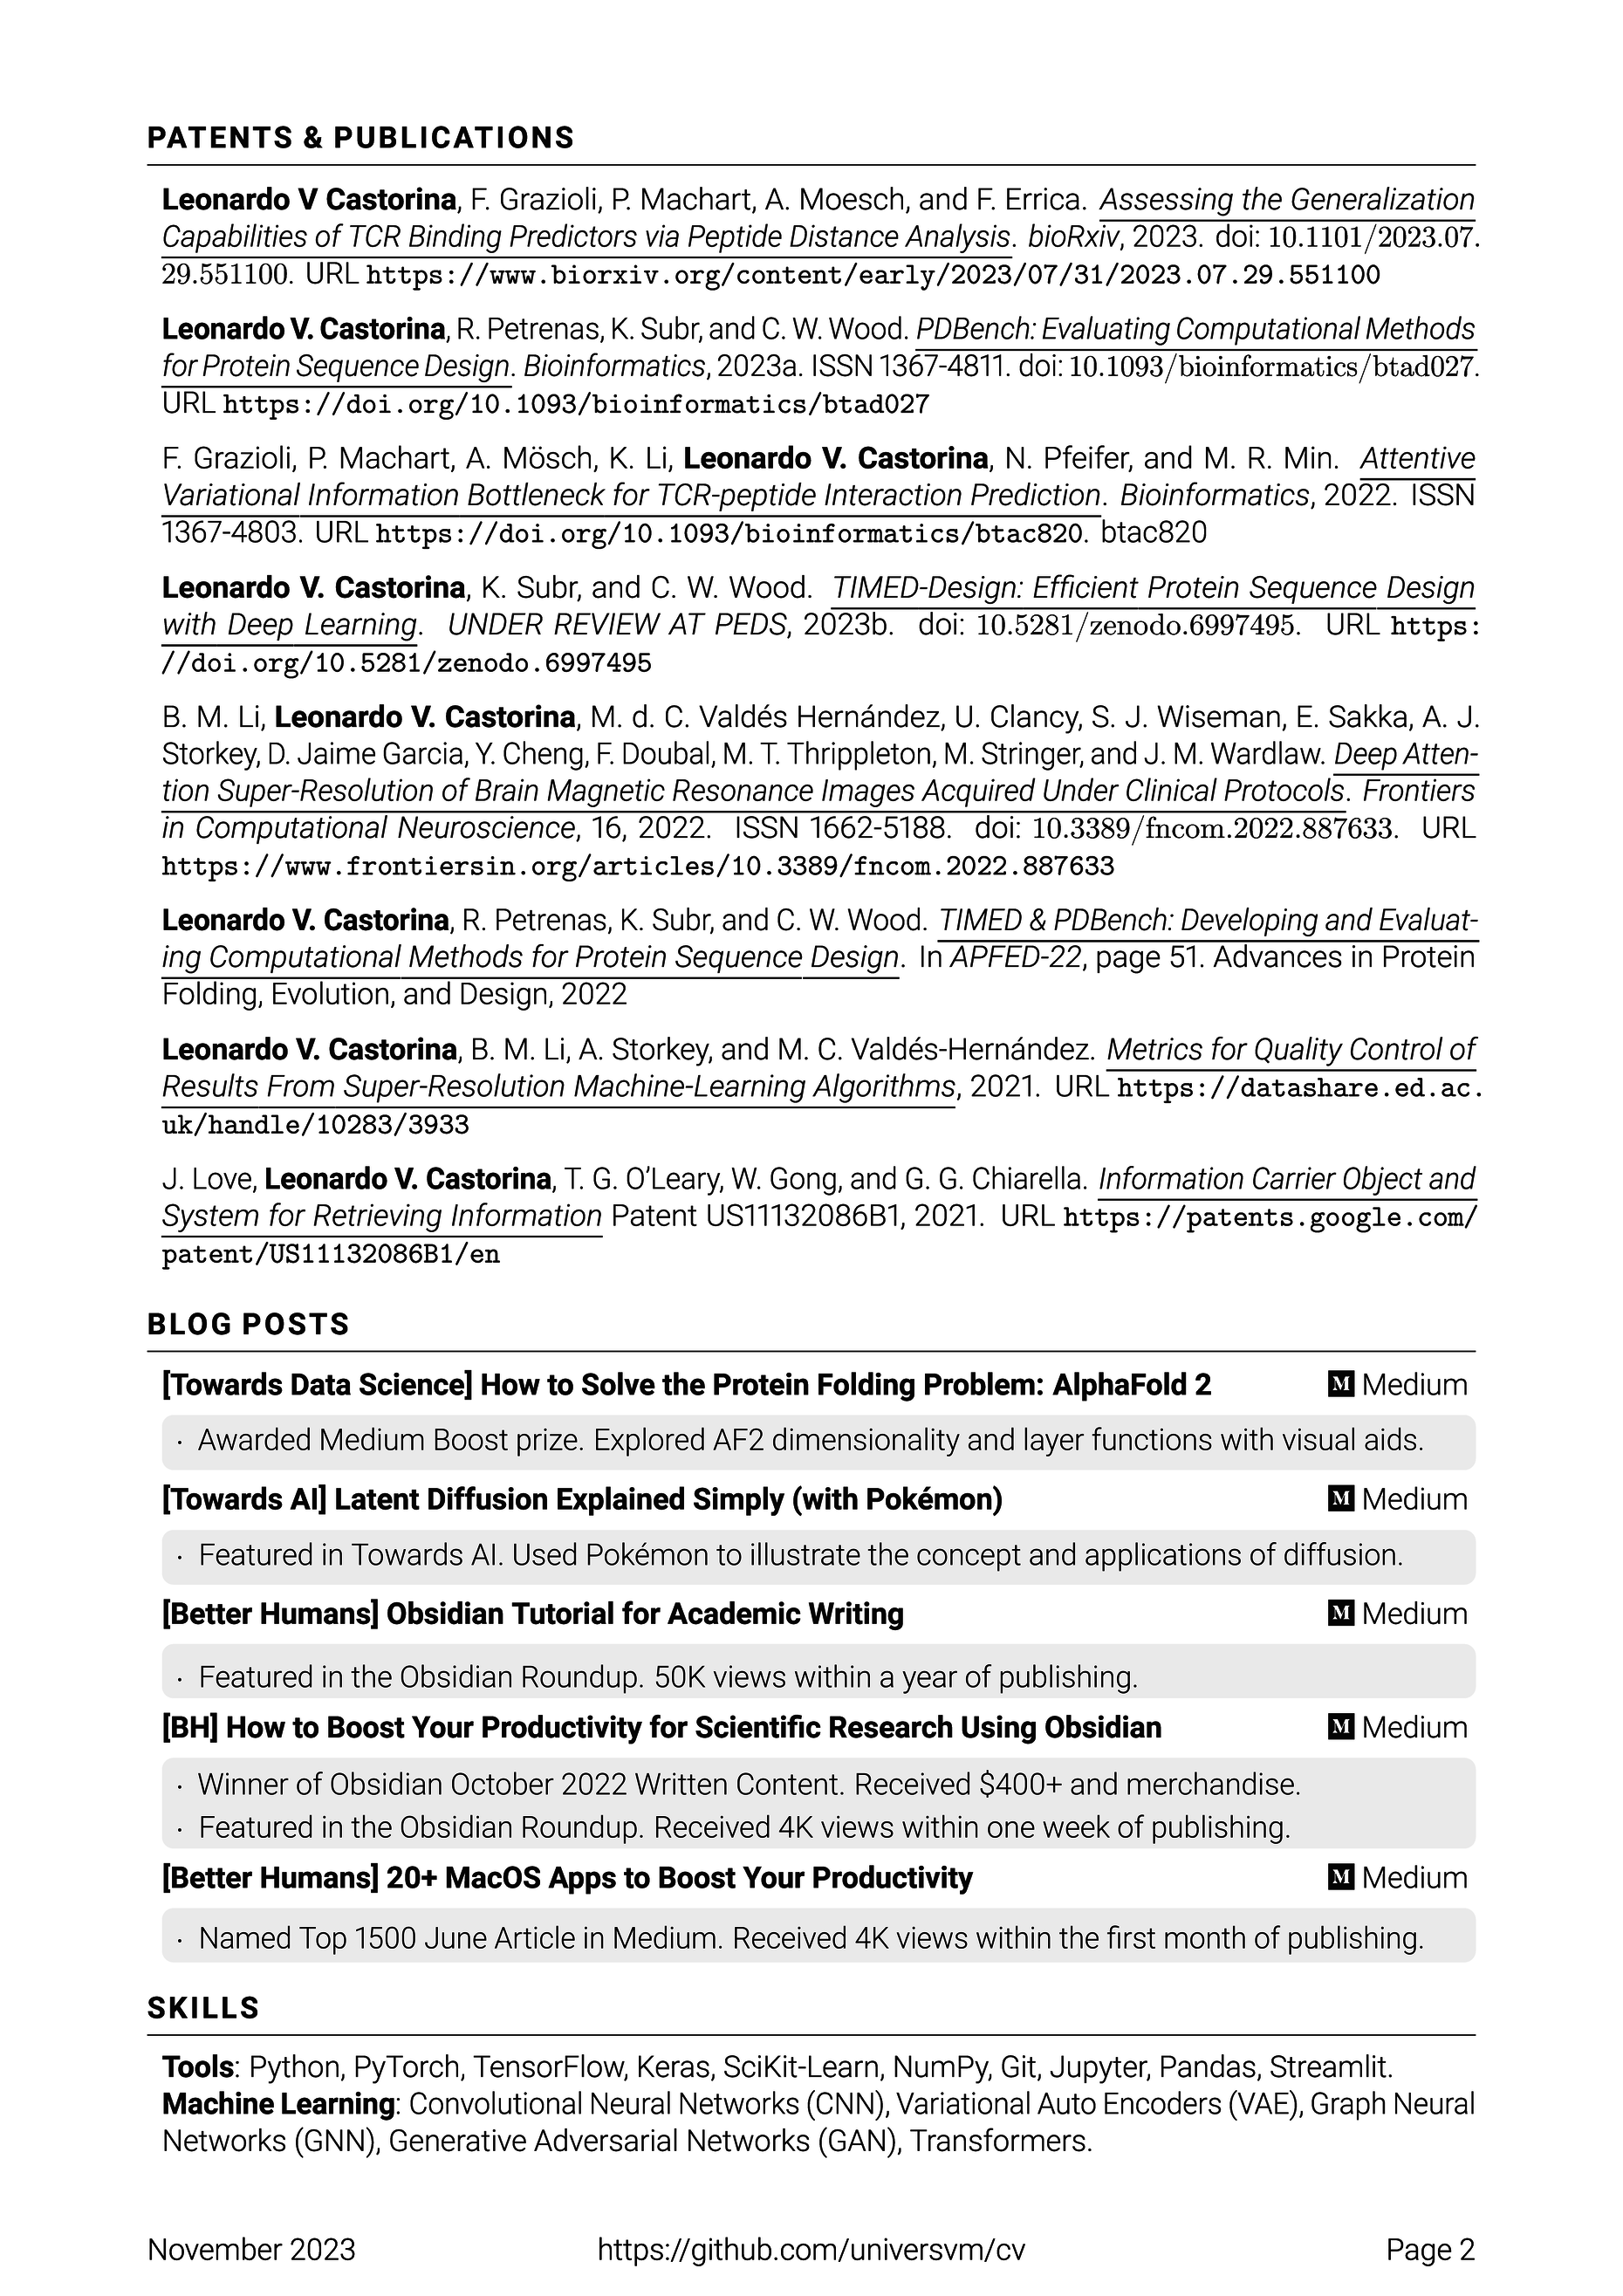 PATENTS & PUBLICATIONS
Leonardo V Castorina, F. Grazioli, P. Machart, A. Moesch, and F. Errica. Assessing the Generalization
Capabilities of TCR Binding Predictors via Peptide Distance Analysis. bioRxiv, 2023. doi: 10.1101/2023.07.
29.551100. URL https://www.biorxiv.org/content/early/2023/07/31/2023.07.29.551100
Leonardo V. Castorina, R. Petrenas, K. Subr, and C. W. Wood. PDBench: Evaluating Computational Methods
for Protein Sequence Design. Bioinformatics, 2023a. ISSN 1367-4811. doi: 10.1093/bioinformatics/btad027.
URL https://doi.org/10.1093/bioinformatics/btad027
F. Grazioli, P. Machart, A. Mösch, K. Li, Leonardo V. Castorina, N. Pfeifer, and M. R. Min. Attentive
Variational Information Bottleneck for TCR-peptide Interaction Prediction. Bioinformatics, 2022. ISSN
1367-4803. URL https://doi.org/10.1093/bioinformatics/btac820. btac820
Leonardo V. Castorina, K. Subr, and C. W. Wood. TIMED-Design: Efficient Protein Sequence Design
with Deep Learning. UNDER REVIEW AT PEDS, 2023b. doi: 10.5281/zenodo.6997495. URL https:
//doi.org/10.5281/zenodo.6997495
B. M. Li, Leonardo V. Castorina, M. d. C. Valdés Hernández, U. Clancy, S. J. Wiseman, E. Sakka, A. J.
Storkey, D. Jaime Garcia, Y. Cheng, F. Doubal, M. T. Thrippleton, M. Stringer, and J. M. Wardlaw. Deep Atten-
tion Super-Resolution of Brain Magnetic Resonance Images Acquired Under Clinical Protocols. Frontiers
in Computational Neuroscience, 16, 2022. ISSN 1662-5188. doi: 10.3389/fncom.2022.887633. URL
https://www.frontiersin.org/articles/10.3389/fncom.2022.887633
Leonardo V. Castorina, R. Petrenas, K. Subr, and C. W. Wood. TIMED & PDBench: Developing and Evaluat-
ing Computational Methods for Protein Sequence Design. In APFED-22, page 51. Advances in Protein
Folding, Evolution, and Design, 2022
Leonardo V. Castorina, B. M. Li, A. Storkey, and M. C. Valdés-Hernández. Metrics for Quality Control of
Results From Super-Resolution Machine-Learning Algorithms, 2021. URL https://datashare.ed.ac.
uk/handle/10283/3933
J. Love, Leonardo V. Castorina, T. G. O'Leary, W. Gong, and G. G. Chiarella. Information Carrier Object and
System for Retrieving Information Patent US11132086B1, 2021. URL https://patents.google.com/
patent/US11132086B1/en
BLOG POSTS
[Towards Data Science] How to Solve the Protein Folding Problem: AlphaFold 2 M Medium
· Awarded Medium Boost prize. Explored AF2 dimensionality and layer functions with visual aids.
[Towards AI] Latent Diffusion Explained Simply (with Pokémon) M Medium
· Featured in Towards AI. Used Pokémon to illustrate the concept and applications of diffusion.
[Better Humans] Obsidian Tutorial for Academic Writing M Medium
· Featured in the Obsidian Roundup. 50K views within a year of publishing.
[BH] How to Boost Your Productivity for Scientific Research Using Obsidian M Medium
· Winner of Obsidian October 2022 Written Content. Received $400+ and merchandise.
· Featured in the Obsidian Roundup. Received 4K views within one week of publishing.
[Better Humans] 20+ MacOS Apps to Boost Your Productivity M Medium
· Named Top 1500 June Article in Medium. Received 4K views within the first month of publishing.
SKILLS
Tools: Python, PyTorch, TensorFlow, Keras, SciKit-Learn, NumPy, Git, Jupyter, Pandas, Streamlit.
Machine Learning: Convolutional Neural Networks (CNN), Variational Auto Encoders (VAE), Graph Neural
Networks (GNN), Generative Adversarial Networks (GAN), Transformers.
November 2023 https://github.com/universvm/cv Page 2